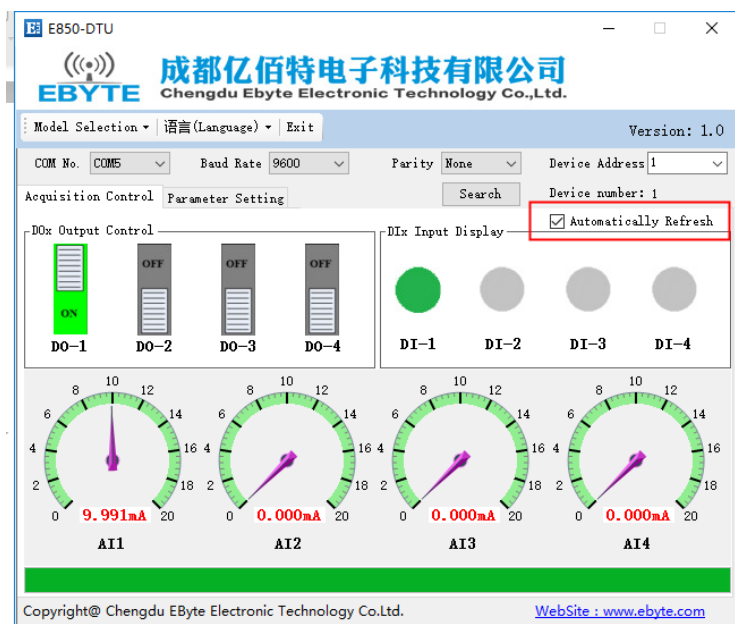 E850-DTU
EBYTE
成都亿佰特电子科技有限公司
Chengdu Ebyte Electronic Technology Co.,Ltd.
Model Selection 语言(Language) Exit
Version: 1.0
COM No. COM5 Baud Rate 9600 Parity None Device Address 1
Acquisition Control Parameter Setting Search Device number: 1
Automatically Refresh
DOx Output Control DIx Input Display
OFF OFF OFF
ON
DO-1 DO-2 DO-3 DO-4 DI-1 DI-2 DI-3 DI-4
0 2 4 6 8 10 12 14 16 18 20
9.991mA
AI1
0 2 4 6 8 10 12 14 16 18 20
0.000mA
AI2
0 2 4 6 8 10 12 14 16 18 20
0.000mA
AI3
0 2 4 6 8 10 12 14 16 18 20
0.000mA
AI4
Copyright@ Chengdu EByte Electronic Technology Co.Ltd. WebSite : www.ebyte.com